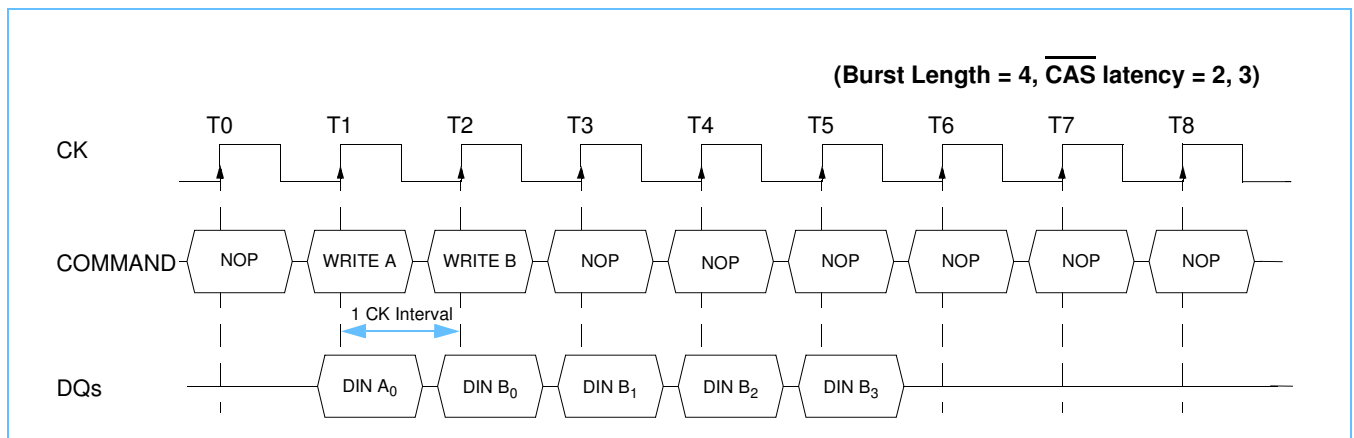 (Burst Length = 4, CAS latency = 2, 3)
T0 T1 T2 T3 T4 T5 T6 T7 T8
CK
COMMAND NOP WRITE A WRITE B NOP NOP NOP NOP NOP NOP
1 CK Interval
DQs DIN A0 DIN B0 DIN B1 DIN B2 DIN B3